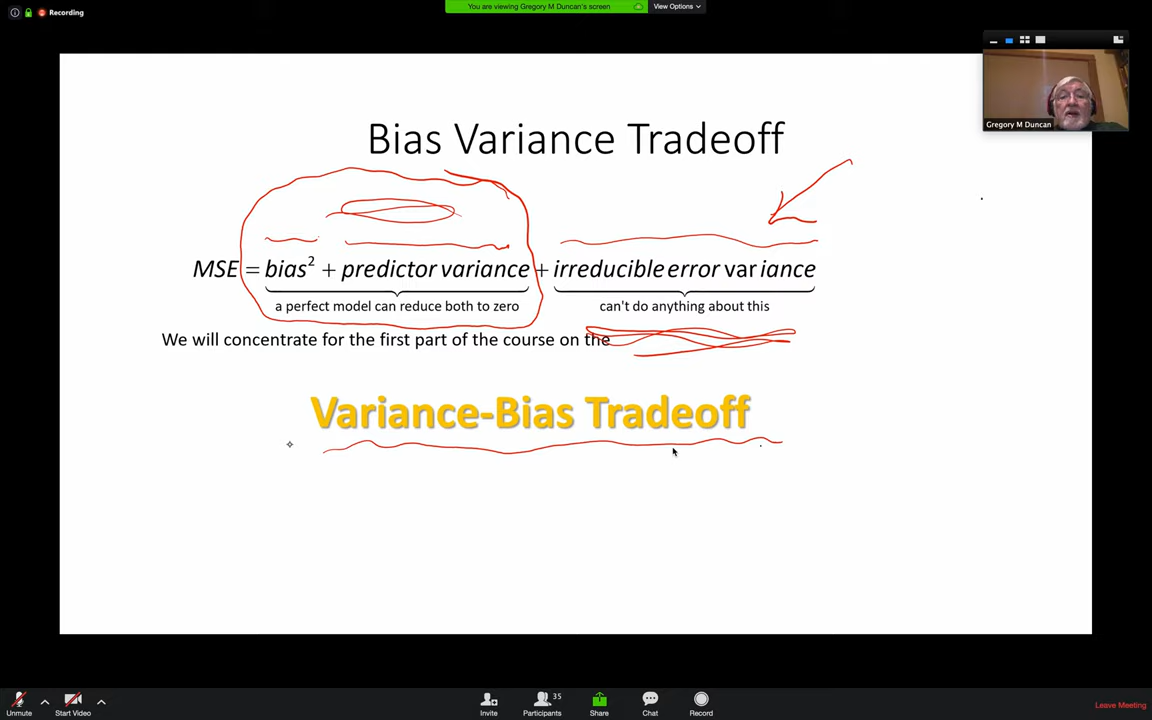 Recording
You are viewing Gregory M Duncan's screen
View Options
Gregory M Duncan
Bias Variance Tradeoff
MSE = bias² + predictor variance + irreducible error variance
a perfect model can reduce both to zero
can't do anything about this
We will concentrate for the first part of the course on the
Variance-Bias Tradeoff
Unmute
Start Video
Invite
Participants 35
Share
Chat
Record
Leave Meeting